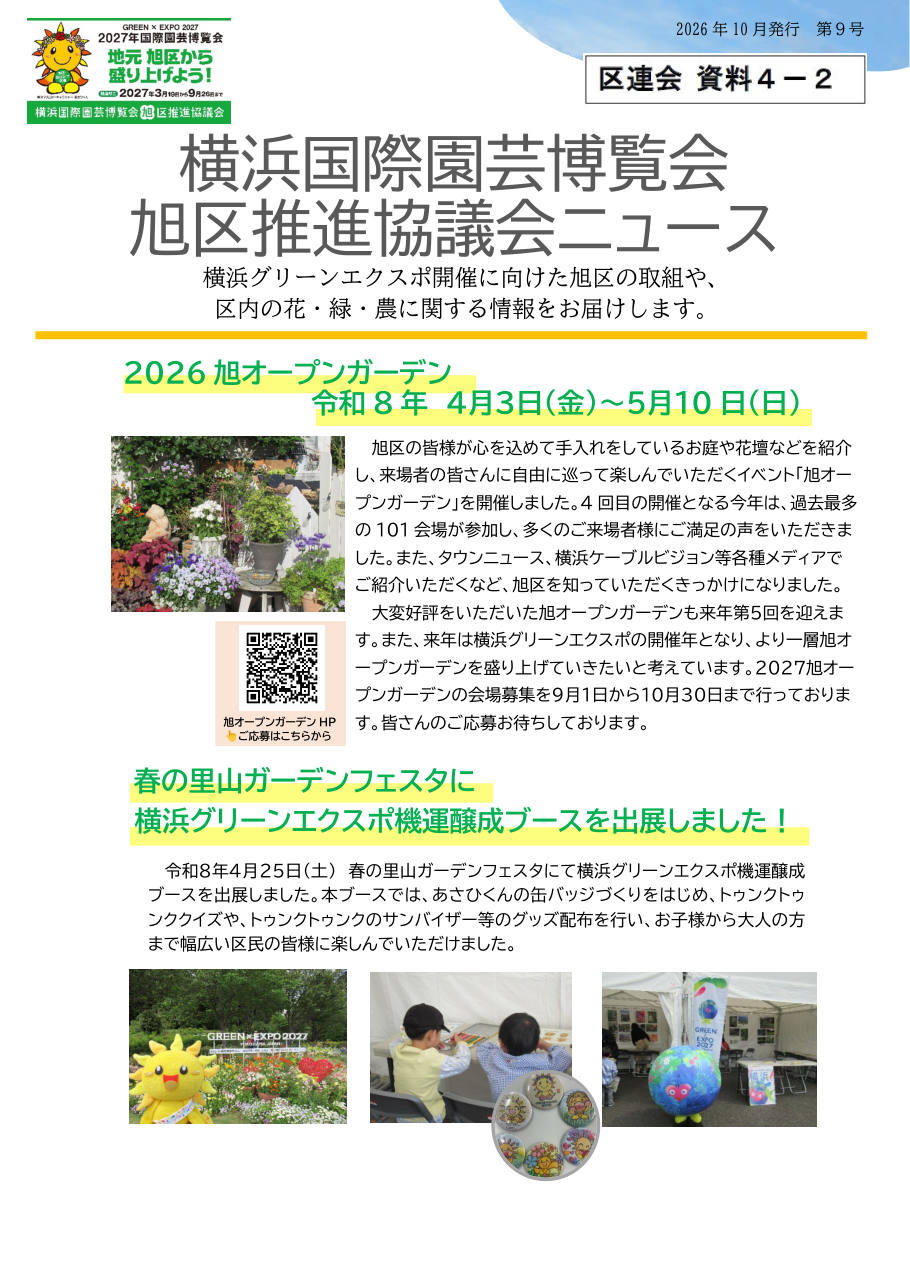 GREEN × EXPO 2027
2027年国際園芸博覧会
地元 旭区から
盛り上げよう!
2027年3月19日から9月26日まで
横浜国際園芸博覧会 旭区推進協議会
2026 年 10 月発行　第９号
区連会 資料４－２
横浜国際園芸博覧会
旭区推進協議会ニュース
横浜グリーンエクスポ開催に向けた旭区の取組や、
区内の花・緑・農に関する情報をお届けします。
2026 旭オープンガーデン
令和 8 年　4月3日(金)～5月10 日(日)
旭区の皆様が心を込めて手入れをしているお庭や花壇などを紹介
し、来場者の皆さんに自由に巡って楽しんでいただくイベント「旭オー
プンガーデン」を開催しました。4 回目の開催となる今年は、過去最多
の 101 会場が参加し、多くのご来場者様にご満足の声をいただきま
した。また、タウンニュース、横浜ケーブルビジョン等各種メディアで
ご紹介いただくなど、旭区を知っていただくきっかけになりました。
大変好評をいただいた旭オープンガーデンも来年第5回を迎えま
す。また、来年は横浜グリーンエクスポの開催年となり、より一層旭オ
ープンガーデンを盛り上げていきたいと考えています。2027旭オー
プンガーデンの会場募集を9月1日から10月30日まで行っておりま
す。皆さんのご応募お待ちしております。
旭オープンガーデン HP
👆ご応募はこちらから
春の里山ガーデンフェスタに
横浜グリーンエクスポ機運醸成ブースを出展しました！
令和8年4月25日(土)　春の里山ガーデンフェスタにて横浜グリーンエクスポ機運醸成
ブースを出展しました。本ブースでは、あさひくんの缶バッジづくりをはじめ、トゥンクトゥ
ンククイズや、トゥンクトゥンクのサンバイザー等のグッズ配布を行い、お子様から大人の方
まで幅広い区民の皆様に楽しんでいただけました。
GREEN×EXPO 2027
GREEN
×
EXPO
2027
横浜